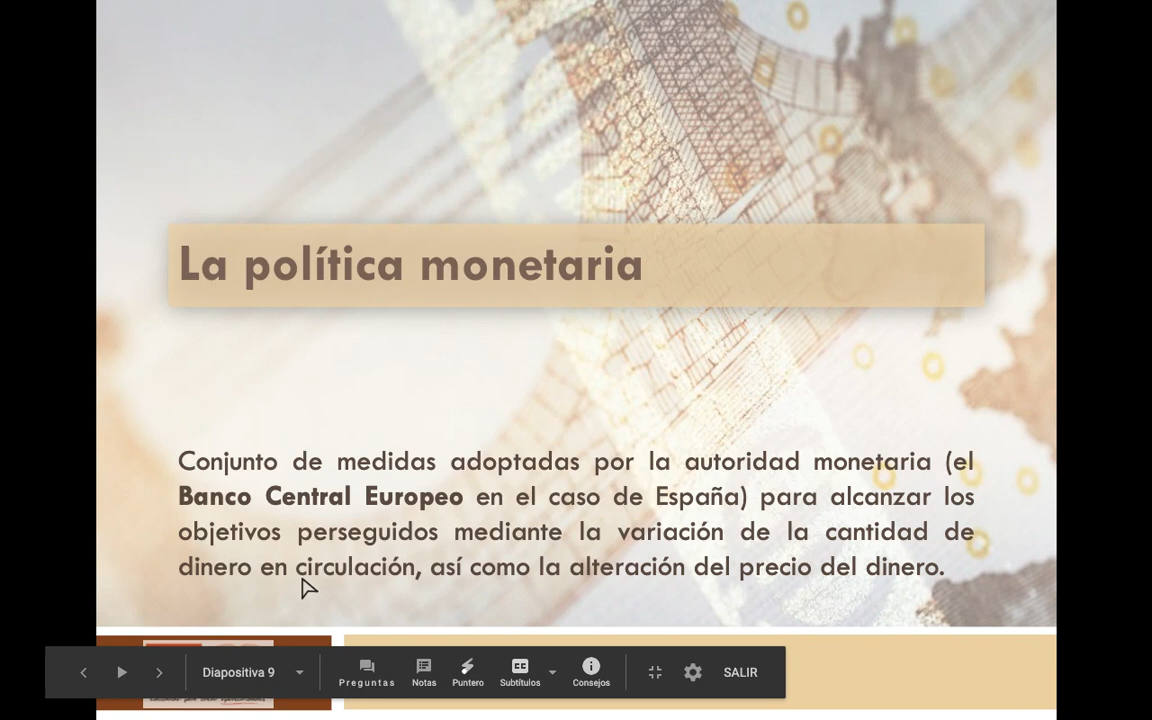 La política monetaria
Conjunto de medidas adoptadas por la autoridad monetaria (el
Banco Central Europeo en el caso de España) para alcanzar los
objetivos perseguidos mediante la variación de la cantidad de
dinero en circulación, así como la alteración del precio del dinero.
Diapositiva 9
Preguntas
Notas
Puntero
Subtítulos
Consejos
SALIR